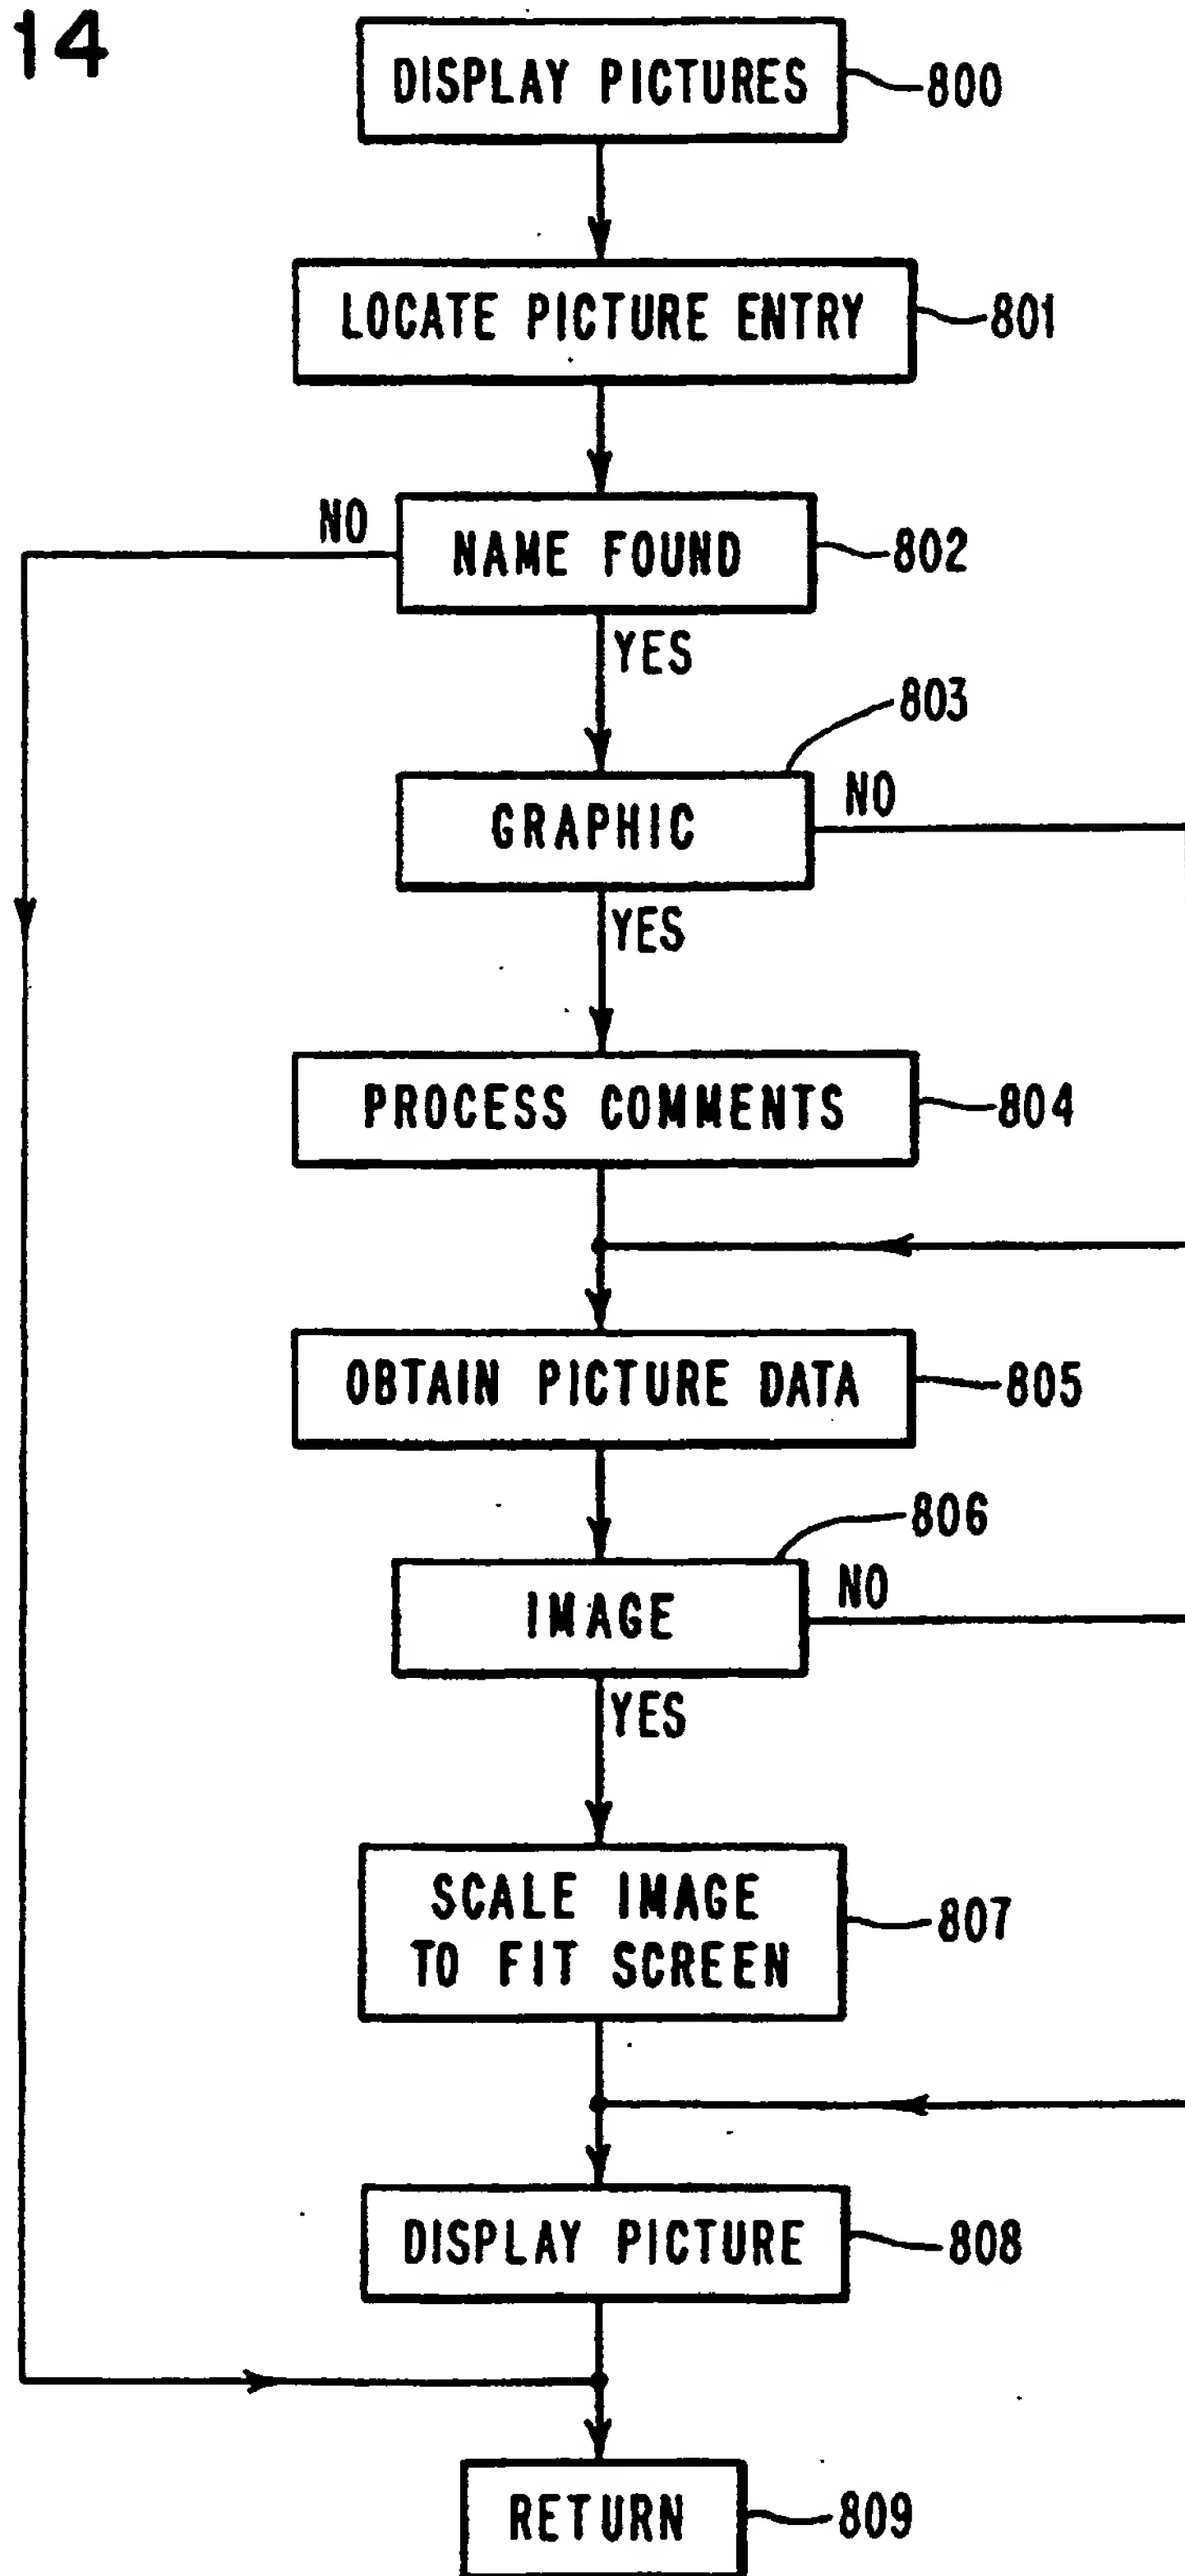 14
DISPLAY PICTURES
800
LOCATE PICTURE ENTRY
801
NO
NAME FOUND
802
YES
803
GRAPHIC
NO
YES
PROCESS COMMENTS
804
OBTAIN PICTURE DATA
805
806
IMAGE
NO
YES
SCALE IMAGE
TO FIT SCREEN
807
DISPLAY PICTURE
808
RETURN
809